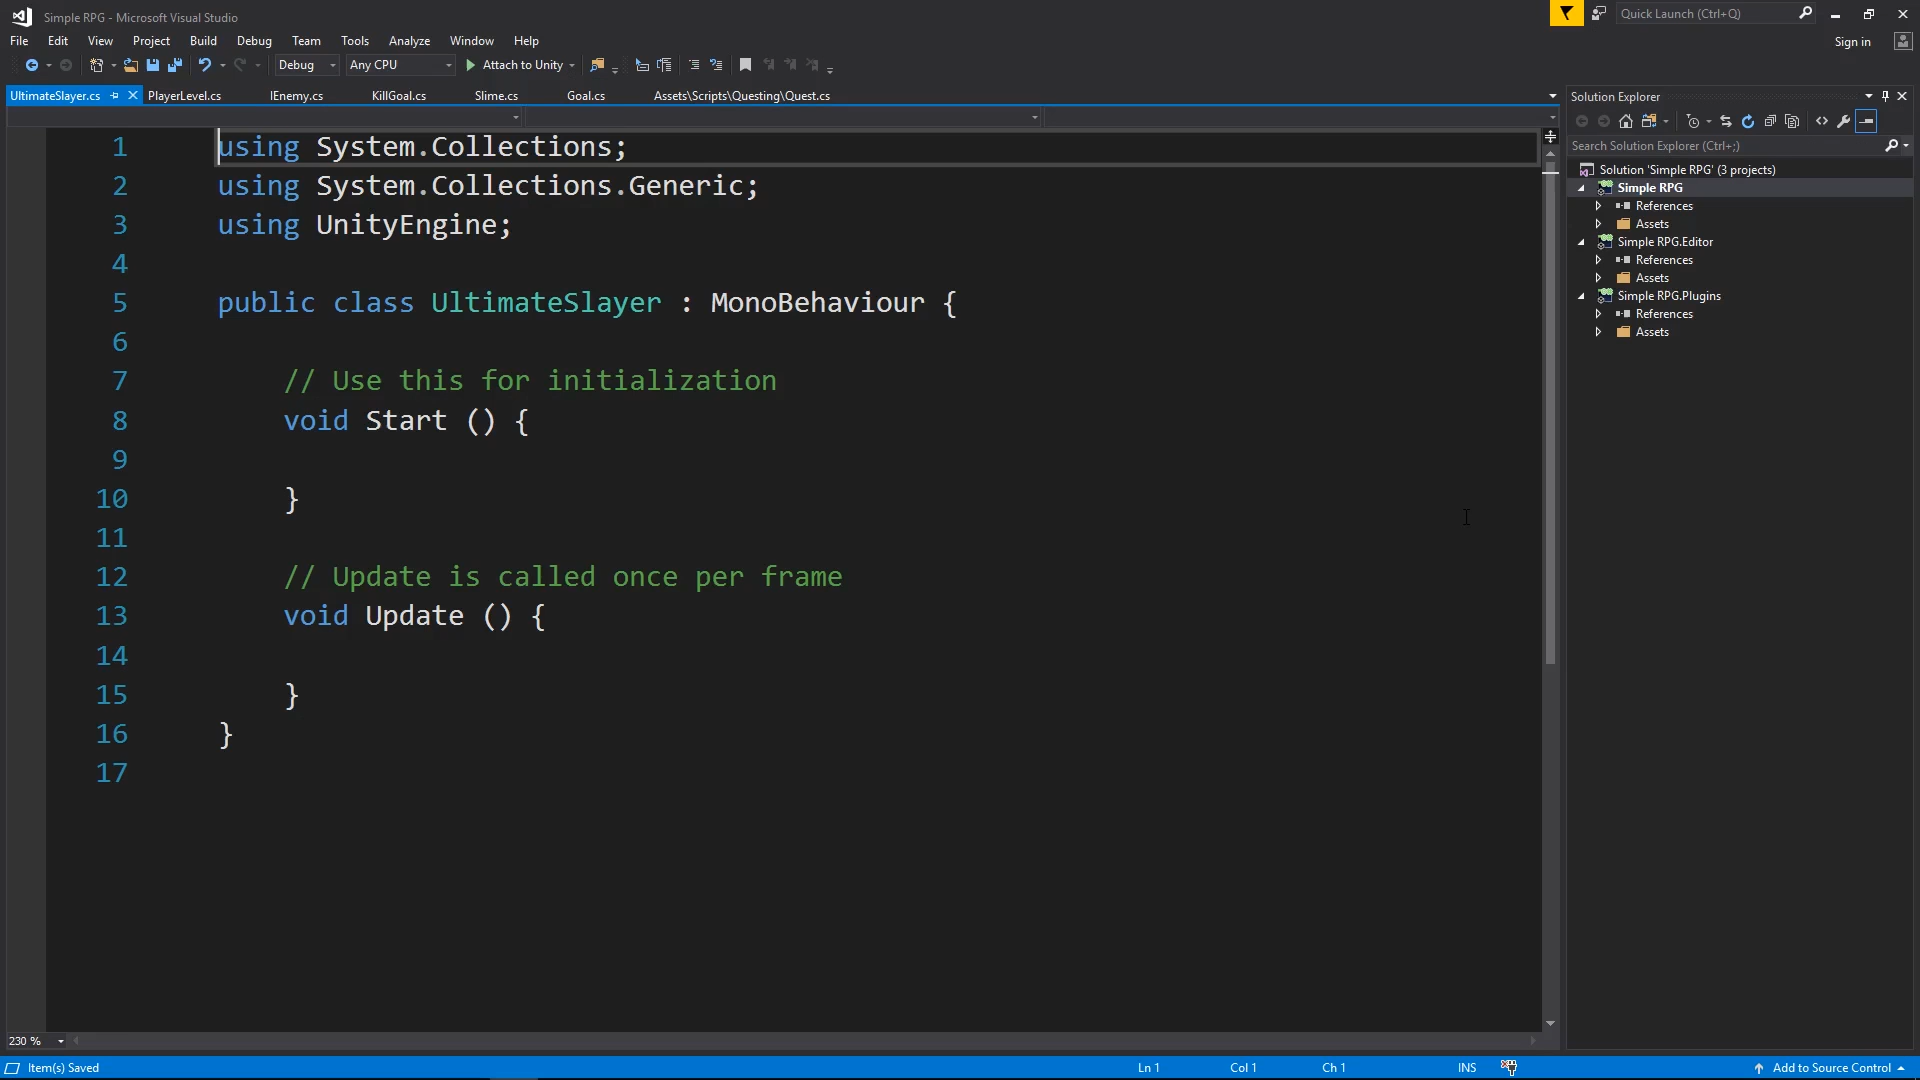 Simple RPG - Microsoft Visual Studio
Quick Launch (Ctrl+Q)
File Edit View Project Build Debug Team Tools Analyze Window Help
Sign in
Debug Any CPU Attach to Unity
UltimateSlayer.cs PlayerLevel.cs IEnemy.cs KillGoal.cs Slime.cs Goal.cs Assets\Scripts\Questing\Quest.cs
1 using System.Collections;
2 using System.Collections.Generic;
3 using UnityEngine;
4
5 public class UltimateSlayer : MonoBehaviour {
6
7 // Use this for initialization
8 void Start () {
9
10 }
11
12 // Update is called once per frame
13 void Update () {
14
15 }
16 }
17
230 %
Solution Explorer
Search Solution Explorer (Ctrl+;)
Solution 'Simple RPG' (3 projects)
Simple RPG
References
Assets
Simple RPG.Editor
References
Assets
Simple RPG.Plugins
References
Assets
Item(s) Saved Ln 1 Col 1 Ch 1 INS Add to Source Control